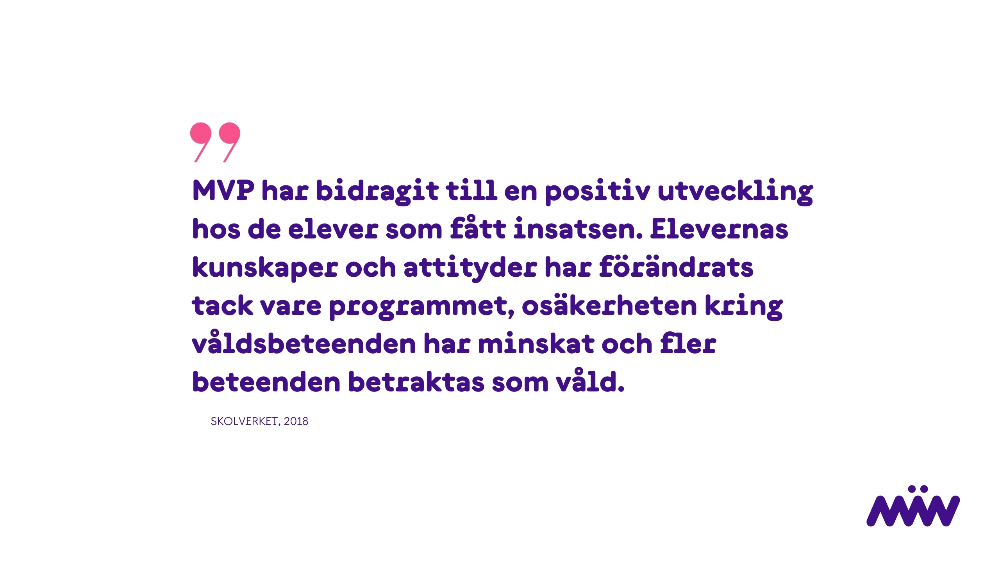 ”
MVP har bidragit till en positiv utveckling
hos de elever som fått insatsen. Elevernas
kunskaper och attityder har förändrats
tack vare programmet, osäkerheten kring
våldsbeteenden har minskat och fler
beteenden betraktas som våld.
SKOLVERKET, 2018
MÄN